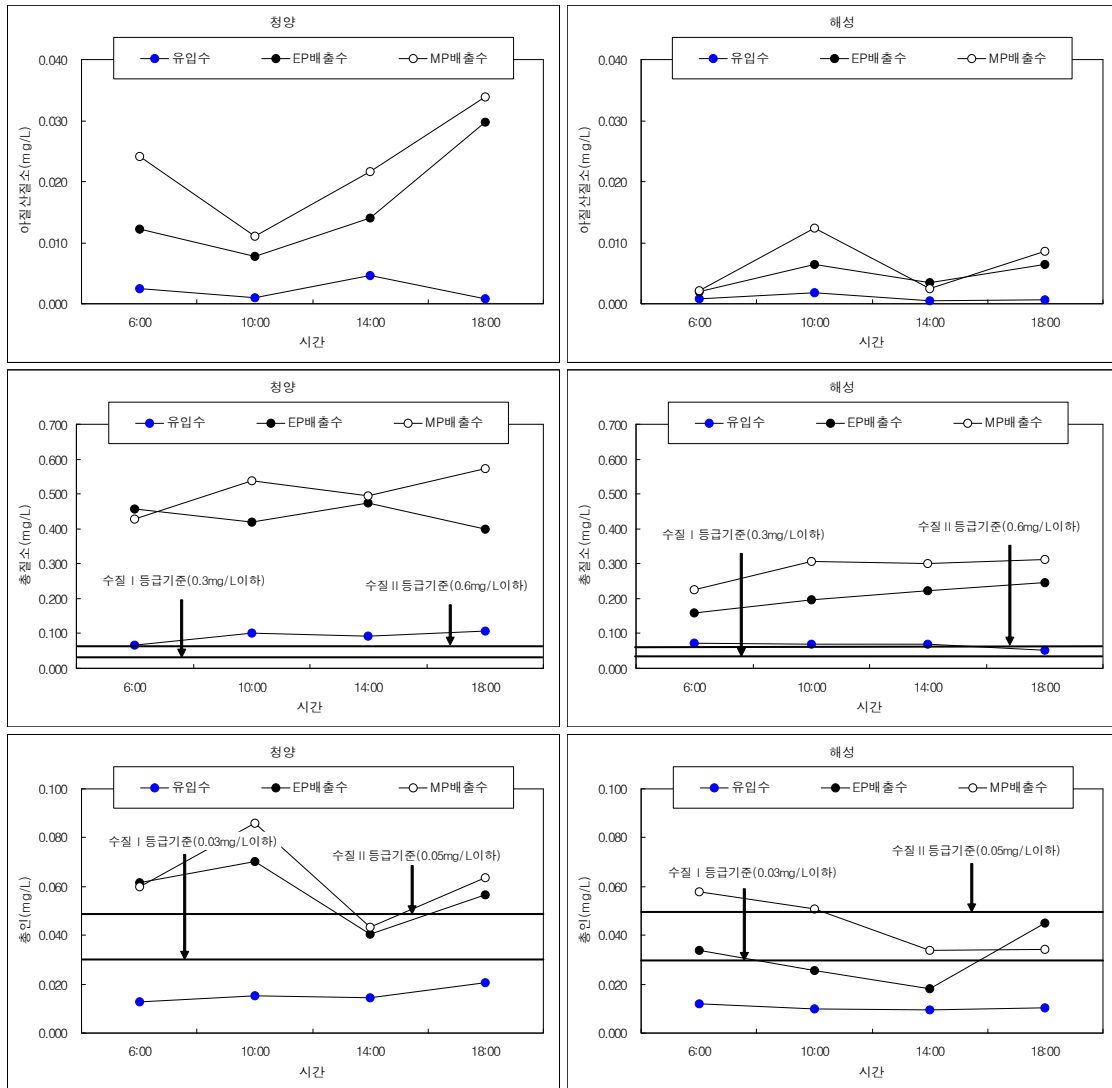 청양
유입수 EP배출수 MP배출수
아질산질소(mg/L)
0.040
0.030
0.020
0.010
0.000
6:00 10:00 14:00 18:00
시간
해성
유입수 EP배출수 MP배출수
아질산질소(mg/L)
0.040
0.030
0.020
0.010
0.000
6:00 10:00 14:00 18:00
시간
청양
유입수 EP배출수 MP배출수
총질소(mg/L)
0.700
0.600
0.500
0.400
0.300
0.200
0.100
0.000
수질Ⅰ등급기준(0.3mg/L이하)
수질Ⅱ등급기준(0.6mg/L이하)
6:00 10:00 14:00 18:00
시간
해성
유입수 EP배출수 MP배출수
총질소(mg/L)
0.700
0.600
0.500
0.400
0.300
0.200
0.100
0.000
수질Ⅰ등급기준(0.3mg/L이하)
수질Ⅱ등급기준(0.6mg/L이하)
6:00 10:00 14:00 18:00
시간
청양
유입수 EP배출수 MP배출수
총인(mg/L)
0.100
0.080
0.060
0.040
0.020
0.000
수질Ⅰ등급기준(0.03mg/L이하)
수질Ⅱ등급기준(0.05mg/L이하)
6:00 10:00 14:00 18:00
시간
해성
유입수 EP배출수 MP배출수
총인(mg/L)
0.100
0.080
0.060
0.040
0.020
0.000
수질Ⅰ등급기준(0.03mg/L이하)
수질Ⅱ등급기준(0.05mg/L이하)
6:00 10:00 14:00 18:00
시간